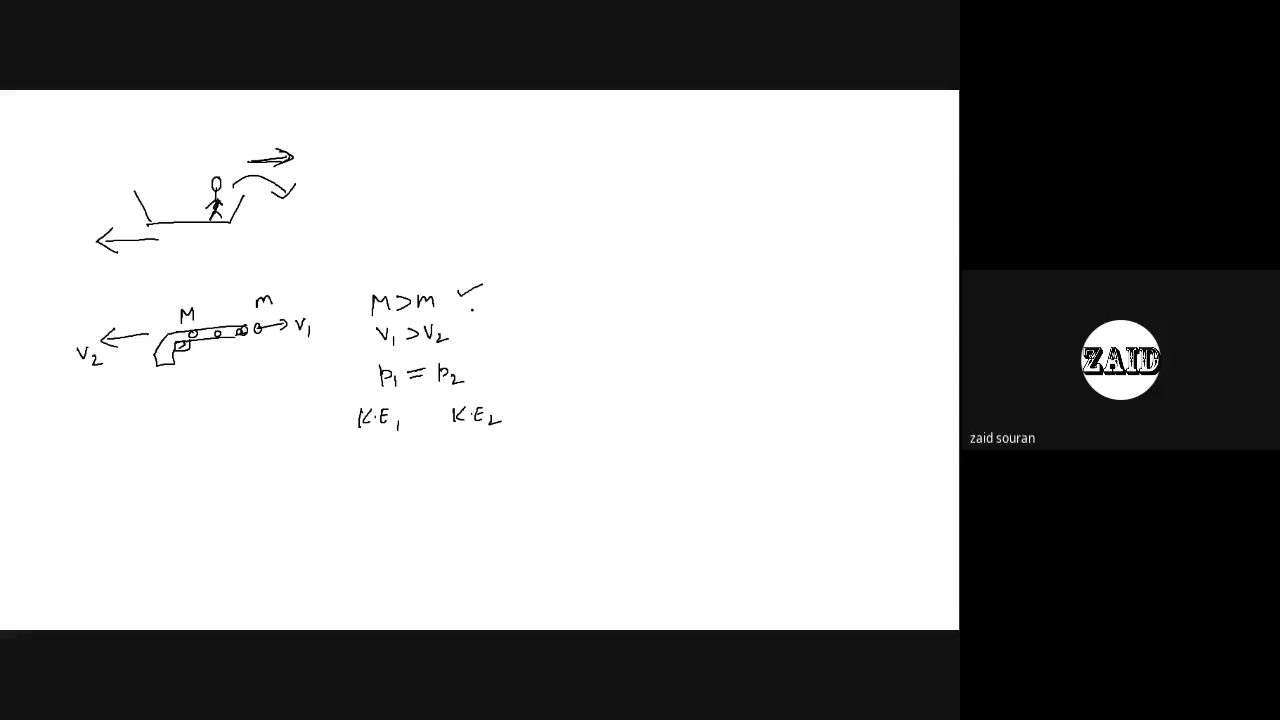 M m
V₂ V₁
M > m ✓
V₁ > V₂
p₁ = p₂
K.E₁ K.E₂
ZAID
zaid souran